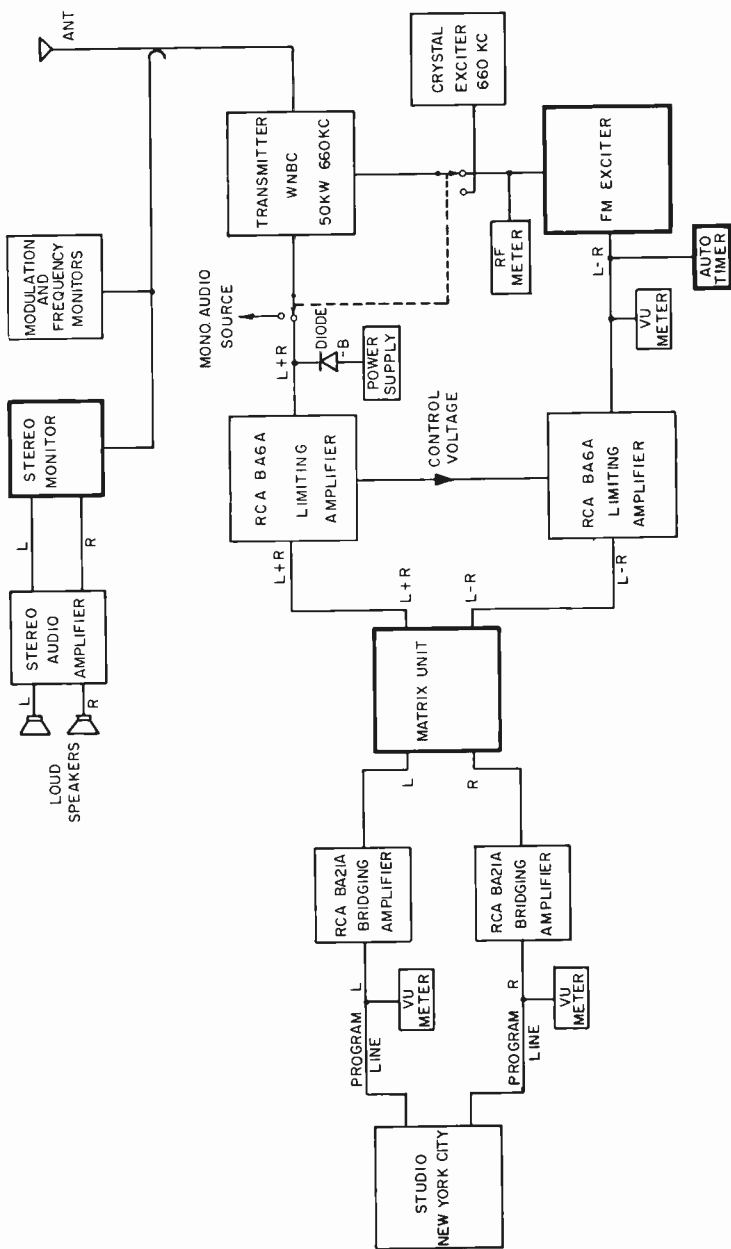 LOUD
SPEAKERS
L
R
STEREO
AUDIO
AMPLIFIER
L
R
STEREO
MONITOR
MODULATION
AND
FREQUENCY
MONITORS
ANT
STUDIO
NEW YORK CITY
PROGRAM
LINE
L
VU
METER
RCA BA21A
BRIDGING
AMPLIFIER
L
PROGRAM
LINE
R
VU
METER
RCA BA21A
BRIDGING
AMPLIFIER
R
MATRIX UNIT
L+R
L-R
L+R
RCA BA6A
LIMITING
AMPLIFIER
L+R
DIODE
-B
POWER
SUPPLY
MONO. AUDIO
SOURCE
TRANSMITTER
WNBC
50KW 660KC
CONTROL
VOLTAGE
L-R
RCA BA6A
LIMITING
AMPLIFIER
VU
METER
L-R
AUTO
TIMER
FM EXCITER
RF
METER
CRYSTAL
EXCITER
660 KC